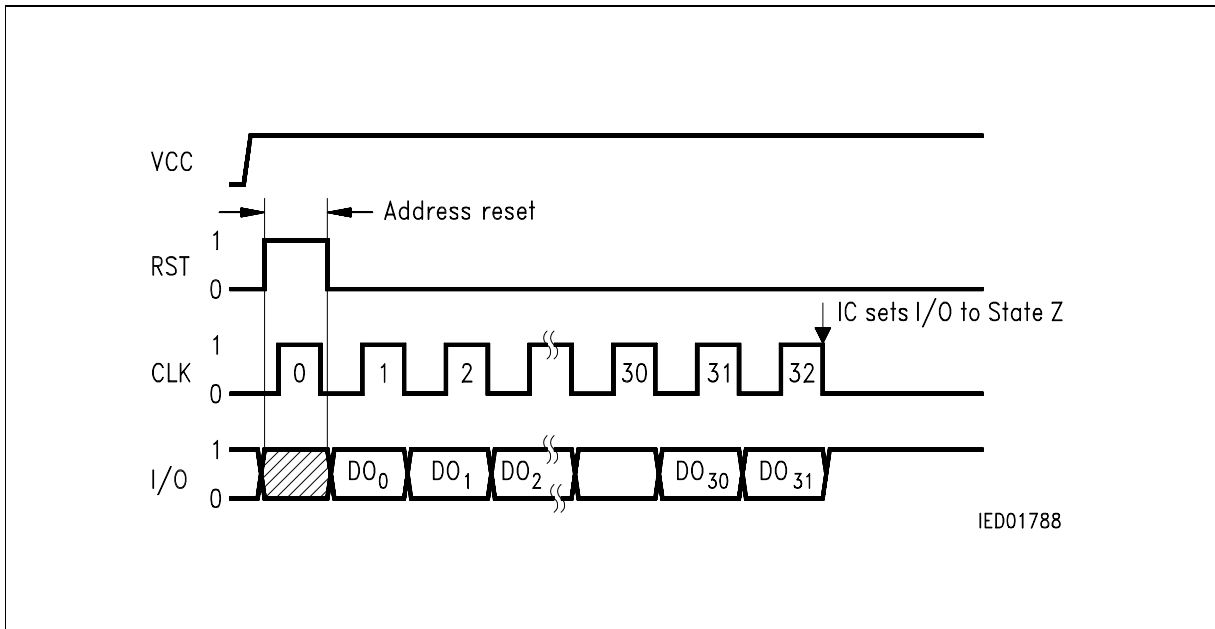 VCC
Address reset
1
RST
0
IC sets I/O to State Z
1
CLK 0 1 2 30 31 32
0
1
I/O DO0 DO1 DO2 DO30 DO31
0
IED01788